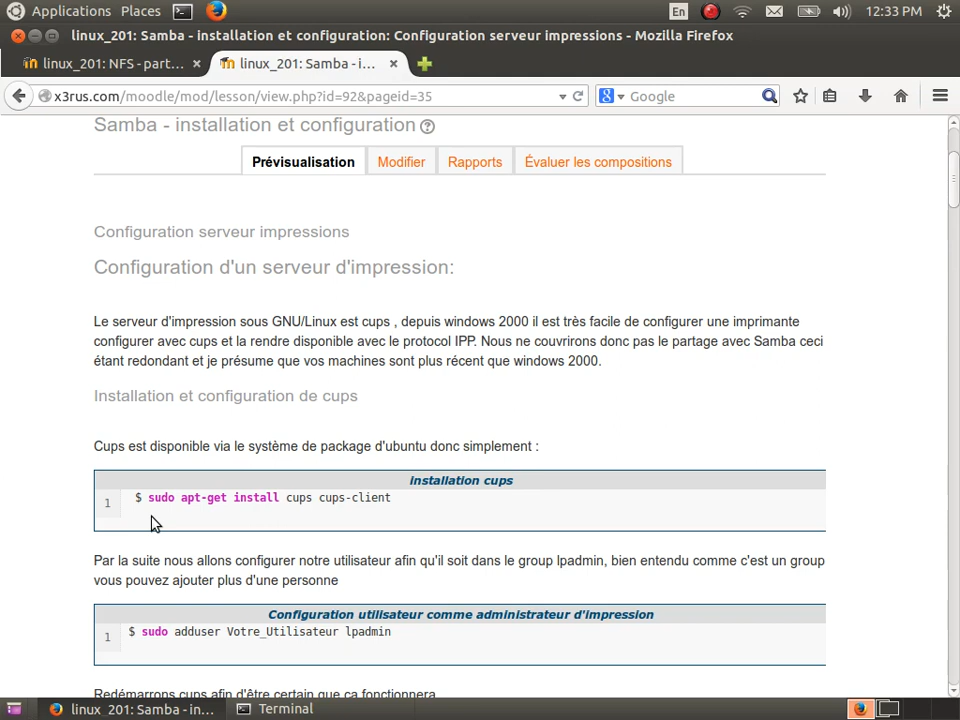 Applications Places En 12:33 PM
linux_201: Samba - installation et configuration: Configuration serveur impressions - Mozilla Firefox
linux_201: NFS - part... linux_201: Samba - i...
x3rus.com/moodle/mod/lesson/view.php?id=92&pageid=35 Google
Samba - installation et configuration
Prévisualisation Modifier Rapports Évaluer les compositions
Configuration serveur impressions
Configuration d'un serveur d'impression:
Le serveur d'impression sous GNU/Linux est cups , depuis windows 2000 il est très facile de configurer une imprimante
configurer avec cups et la rendre disponible avec le protocol IPP. Nous ne couvrirons donc pas le partage avec Samba ceci
étant redondant et je présume que vos machines sont plus récent que windows 2000.
Installation et configuration de cups
Cups est disponible via le système de package d'ubuntu donc simplement :
installation cups
1 $ sudo apt-get install cups cups-client
Par la suite nous allons configurer notre utilisateur afin qu'il soit dans le group lpadmin, bien entendu comme c'est un group
vous pouvez ajouter plus d'une personne
Configuration utilisateur comme administrateur d'impression
1 $ sudo adduser Votre_Utilisateur lpadmin
Redémarrons cups afin d'être certain que ça fonctionnera
linux_201: Samba - in... Terminal